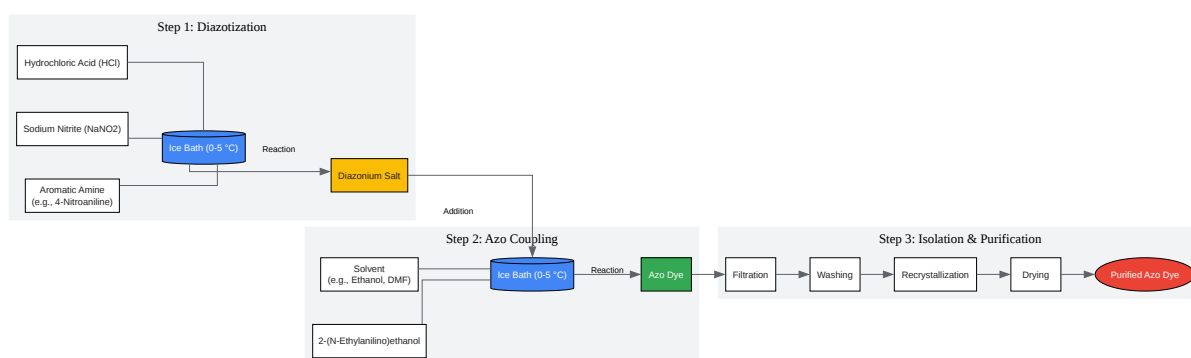 Step 1: Diazotization
Hydrochloric Acid (HCl)
Sodium Nitrite (NaNO2)
Ice Bath (0-5 °C)
Reaction
Aromatic Amine
(e.g., 4-Nitroaniline)
Diazonium Salt
Addition
Step 2: Azo Coupling
Solvent
(e.g., Ethanol, DMF)
Ice Bath (0-5 °C)
Reaction
Azo Dye
2-(N-Ethylanilino)ethanol
Step 3: Isolation & Purification
Filtration
Washing
Recrystallization
Drying
Purified Azo Dye